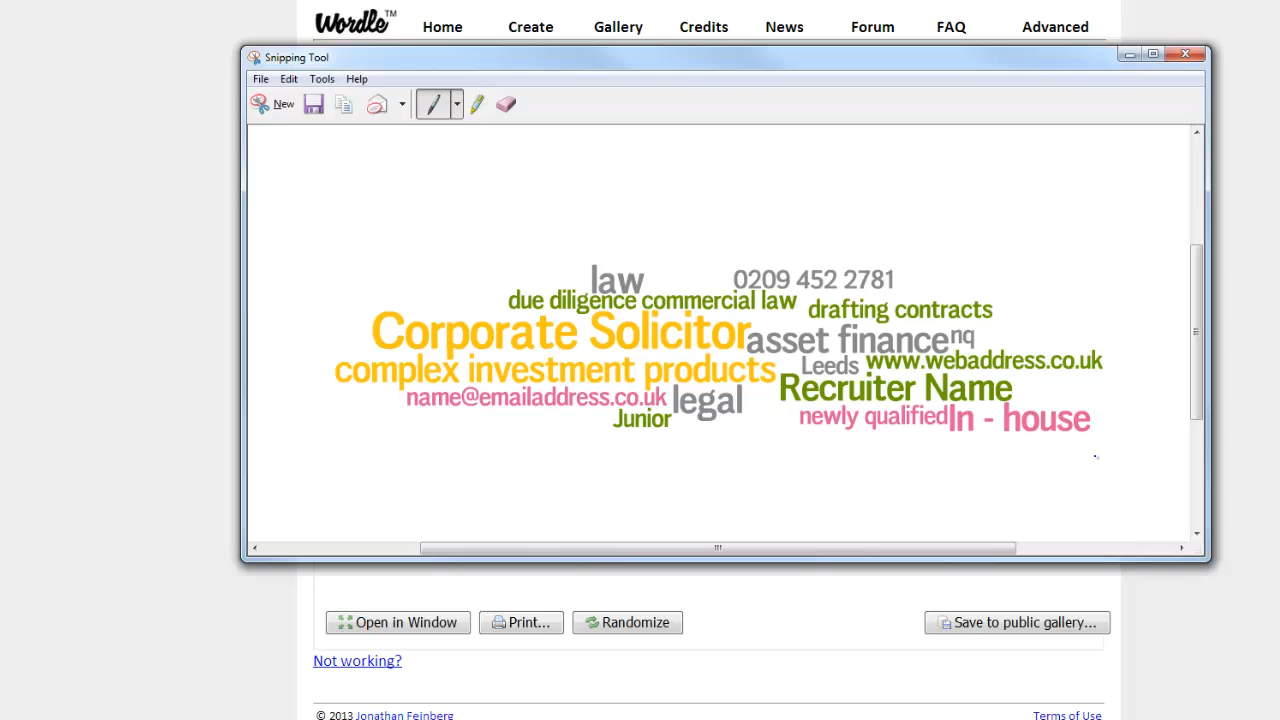 Wordle™
Home Create Gallery Credits News Forum FAQ Advanced
Snipping Tool
File Edit Tools Help
New
law
0209 452 2781
due diligence commercial law
drafting contracts
Corporate Solicitor
asset finance
nq
complex investment products
Leeds
www.webaddress.co.uk
Recruiter Name
name@emailaddress.co.uk
legal
Junior
newly qualified
In - house
Open in Window Print... Randomize Save to public gallery...
Not working?
© 2013 Jonathan Feinberg Terms of Use